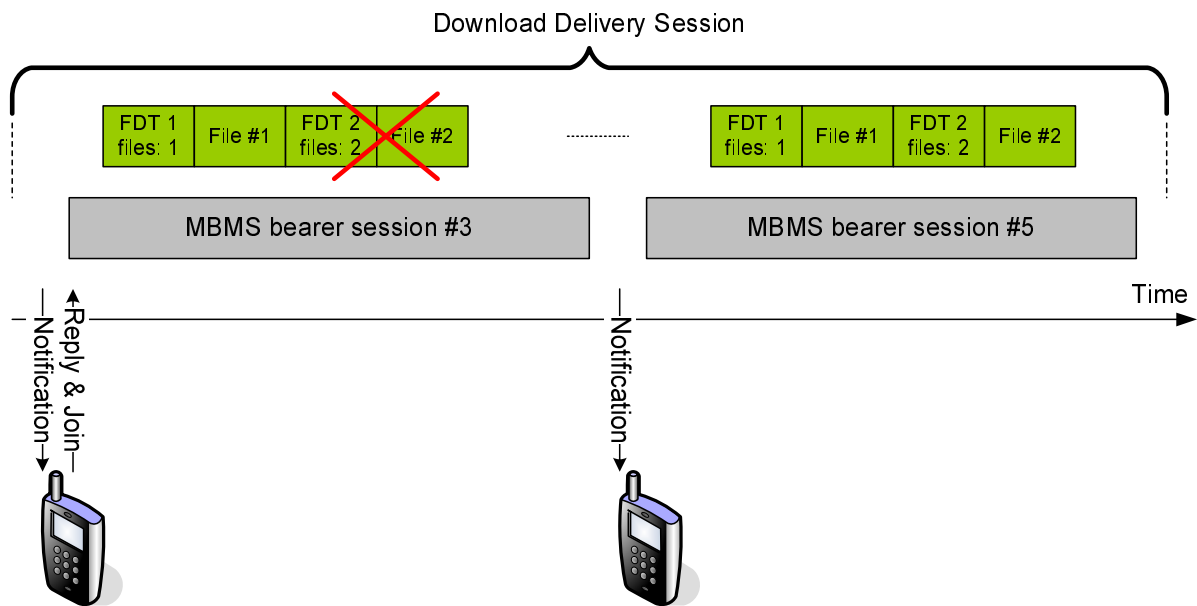 Download Delivery Session
FDT 1
files: 1
File #1
FDT 2
files: 2
File #2
FDT 1
files: 1
File #1
FDT 2
files: 2
File #2
MBMS bearer session #3
MBMS bearer session #5
Time
Notification
Reply & Join
Notification